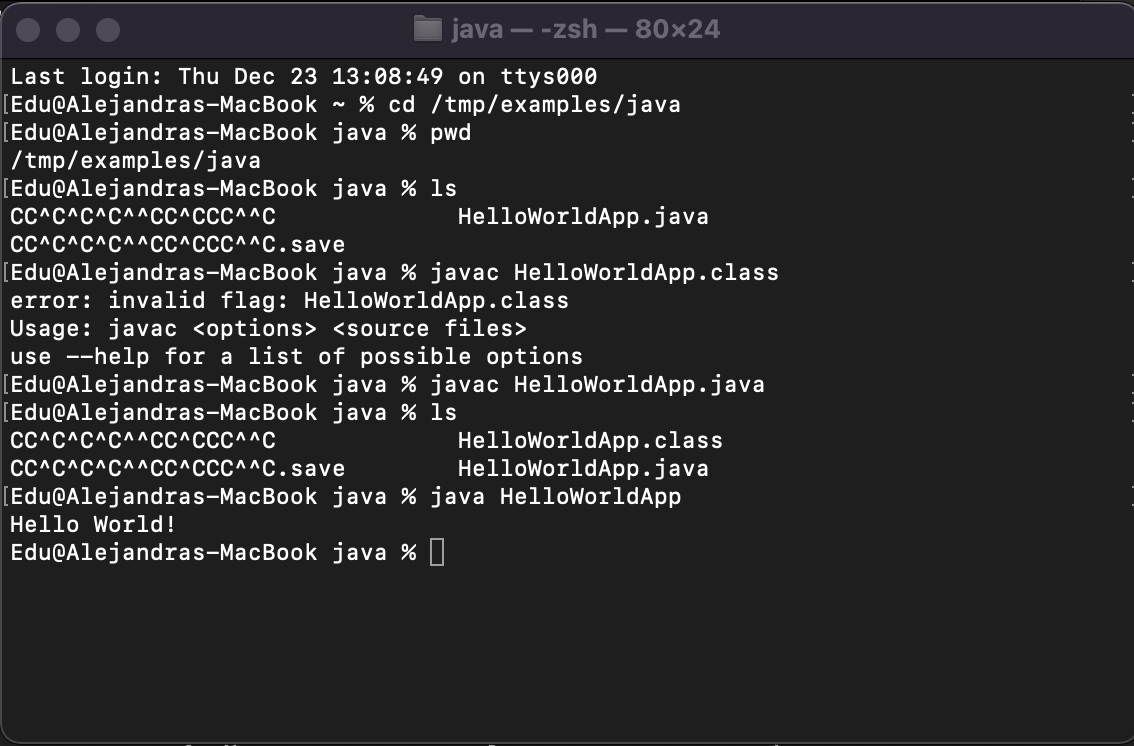 java — -zsh — 80×24
Last login: Thu Dec 23 13:08:49 on ttys000
[Edu@Alejandras-MacBook ~ % cd /tmp/examples/java
[Edu@Alejandras-MacBook java % pwd
/tmp/examples/java
[Edu@Alejandras-MacBook java % ls
CC^C^C^C^^CC^CCC^^C             HelloWorldApp.java
CC^C^C^C^^CC^CCC^^C.save
[Edu@Alejandras-MacBook java % javac HelloWorldApp.class
error: invalid flag: HelloWorldApp.class
Usage: javac <options> <source files>
use --help for a list of possible options
[Edu@Alejandras-MacBook java % javac HelloWorldApp.java
[Edu@Alejandras-MacBook java % ls
CC^C^C^C^^CC^CCC^^C             HelloWorldApp.class
CC^C^C^C^^CC^CCC^^C.save        HelloWorldApp.java
[Edu@Alejandras-MacBook java % java HelloWorldApp
Hello World!
Edu@Alejandras-MacBook java %